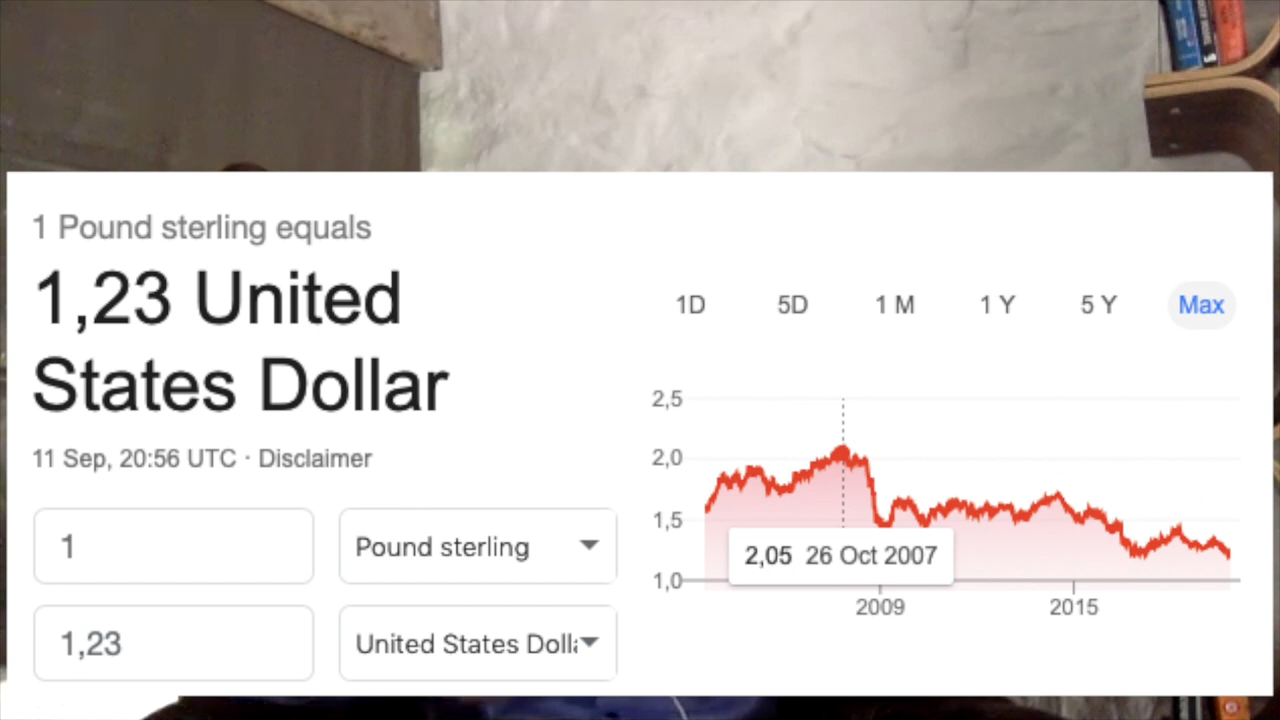 1 Pound sterling equals
1,23 United
States Dollar
11 Sep, 20:56 UTC · Disclaimer
1
Pound sterling
1,23
United States Dolla
1D 5D 1 M 1 Y 5 Y Max
2,5
2,0
1,5
1,0
2,05 26 Oct 2007
2009 2015